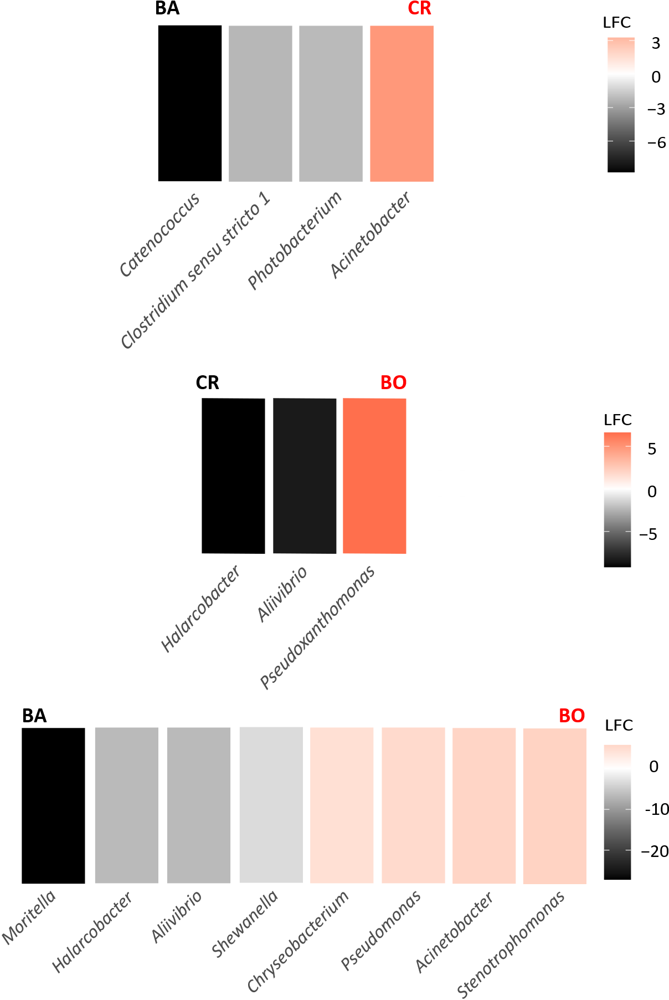 BA
CR
LFC
3
0
−3
−6
Catenococcus
Clostridium sensu stricto 1
Photobacterium
Acinetobacter
CR
BO
LFC
5
0
−5
Halarcobacter
Aliivibrio
Pseudoxanthomonas
BA
BO
LFC
0
-10
−20
Moritella
Halarcobacter
Aliivibrio
Shewanella
Chryseobacterium
Pseudomonas
Acinetobacter
Stenotrophomonas